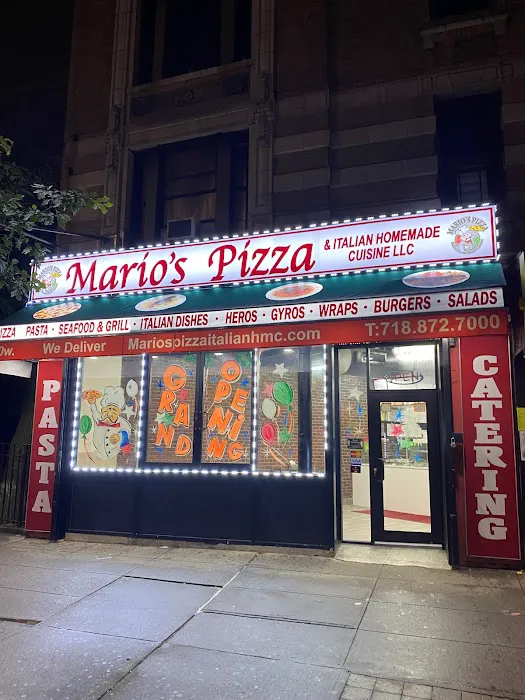 Mario's Pizza
& ITALIAN HOMEMADE
CUISINE LLC
MARIO'S PIZZA
PIZZA PASTA • SEAFOOD & GRILL • ITALIAN DISHES • HEROS • GYROS • WRAPS • BURGERS • SALADS
We Deliver Mariospizzaitalianhmc.com T:718.872.7000
PASTA
GRAND
OPENING
OPEN
CATERING